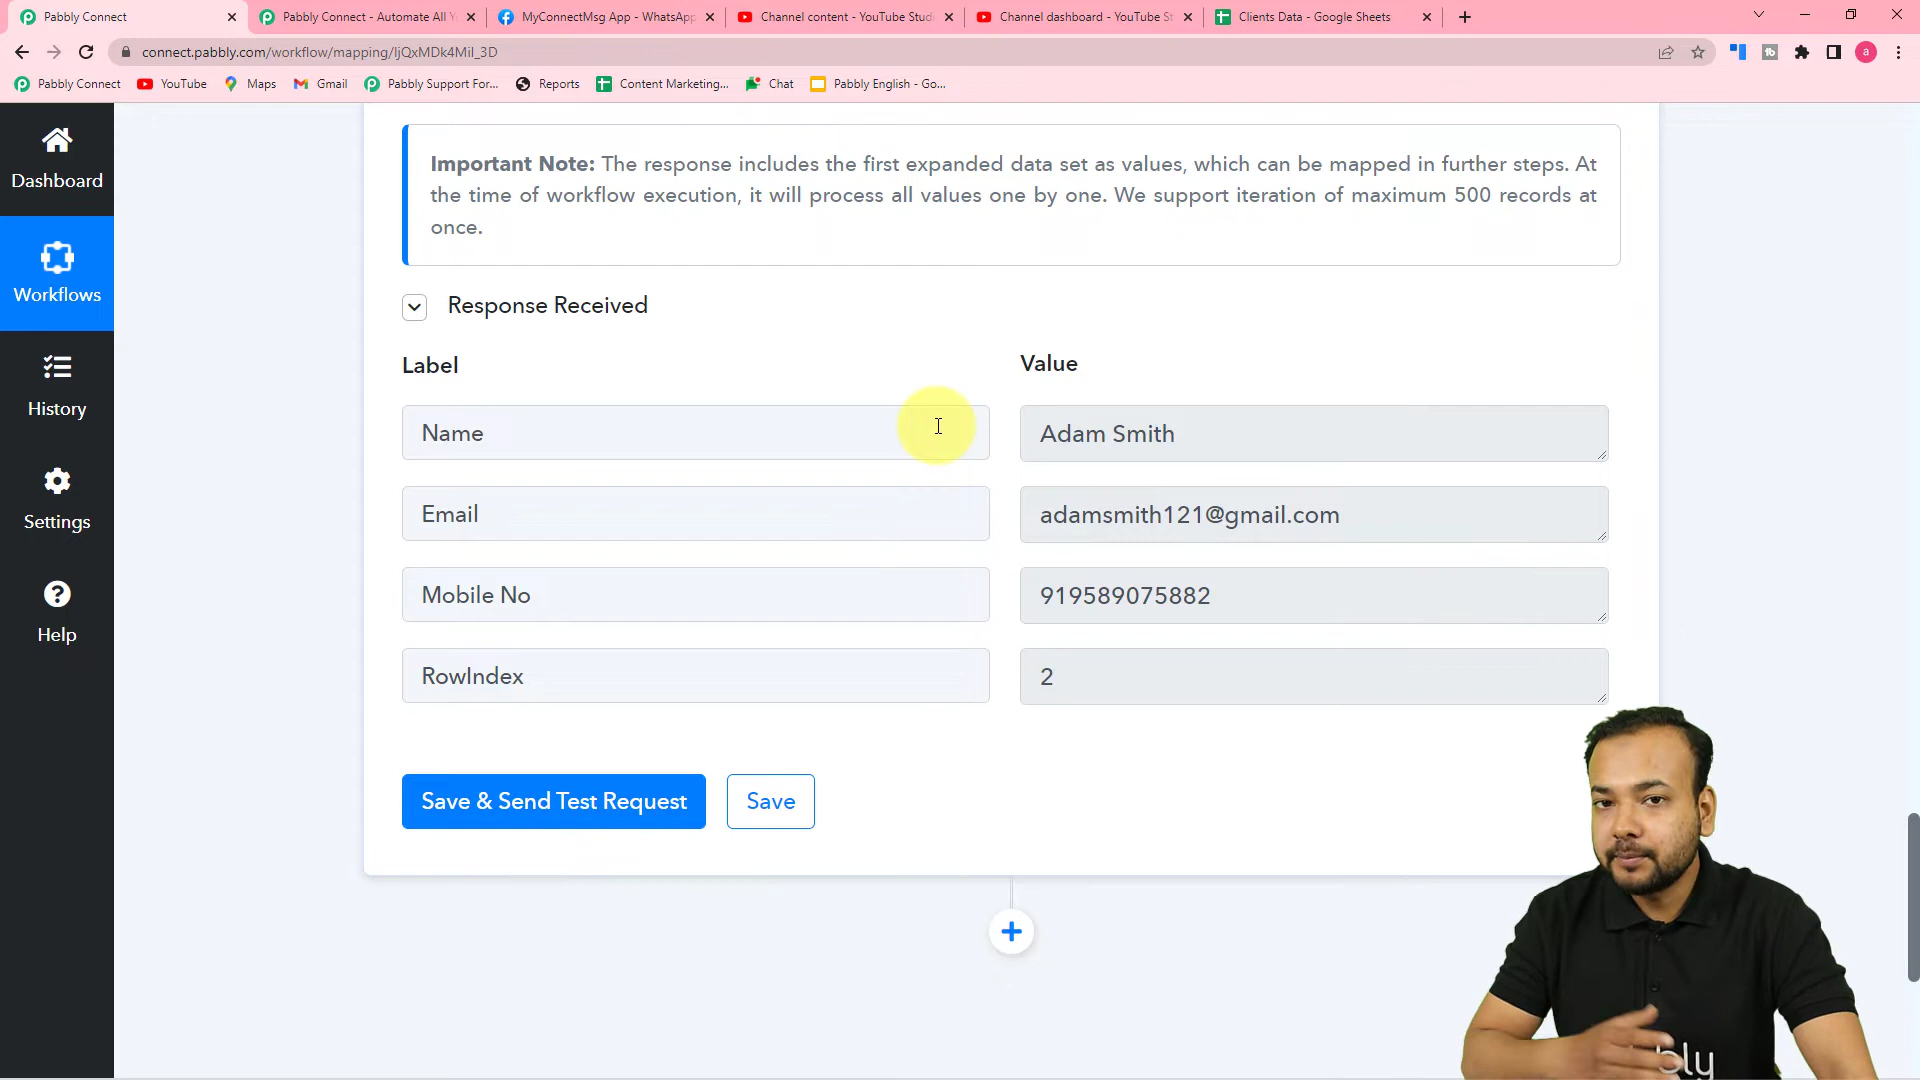 Pabbly Connect
Pabbly Connect - Automate All Y
MyConnectMsg App - WhatsApp
Channel content - YouTube Studi
Channel dashboard - YouTube St
Clients Data - Google Sheets
connect.pabbly.com/workflow/mapping/IjQxMDk4MiI_3D
a
Pabbly Connect
YouTube
Maps
Gmail
Pabbly Support For...
Reports
Content Marketing...
Chat
Pabbly English - Go...
Dashboard
Workflows
History
Settings
Help
Important Note: The response includes the first expanded data set as values, which can be mapped in further steps. At
the time of workflow execution, it will process all values one by one. We support iteration of maximum 500 records at
once.
Response Received
Label
Value
Name
Adam Smith
Email
adamsmith121@gmail.com
Mobile No
919589075882
RowIndex
2
Save & Send Test Request
Save
bly